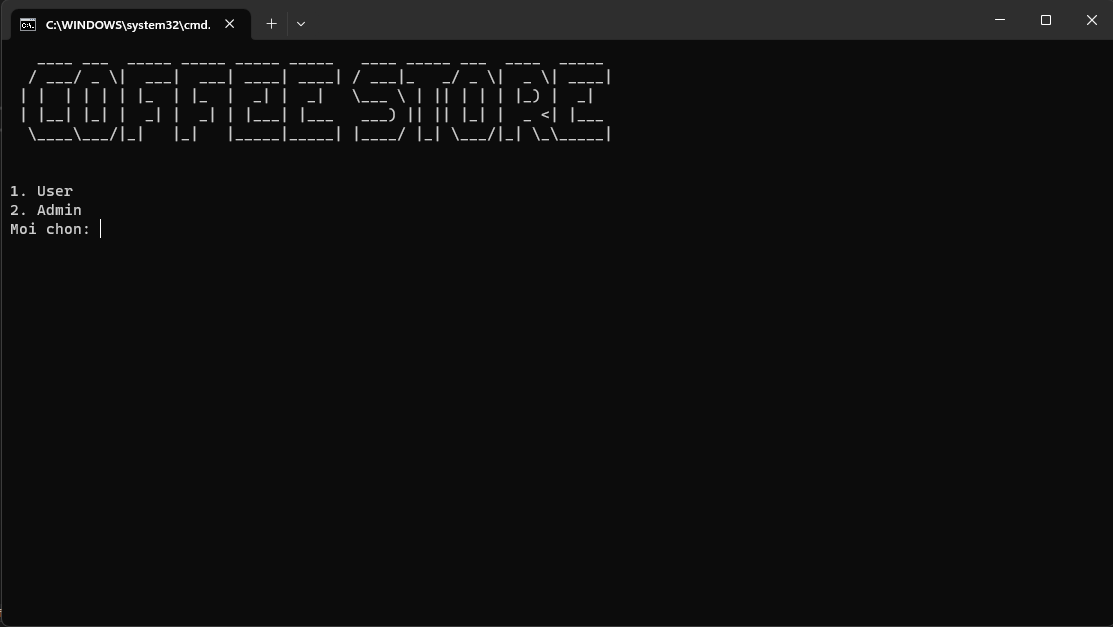 C:\WINDOWS\system32\cmd.
COFFEE STORE
1. User
2. Admin
Moi chon: